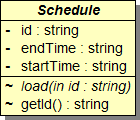 Schedule
- id : string
- endTime : string
- startTime : string
~ load(in id : string)
~ getId() : string